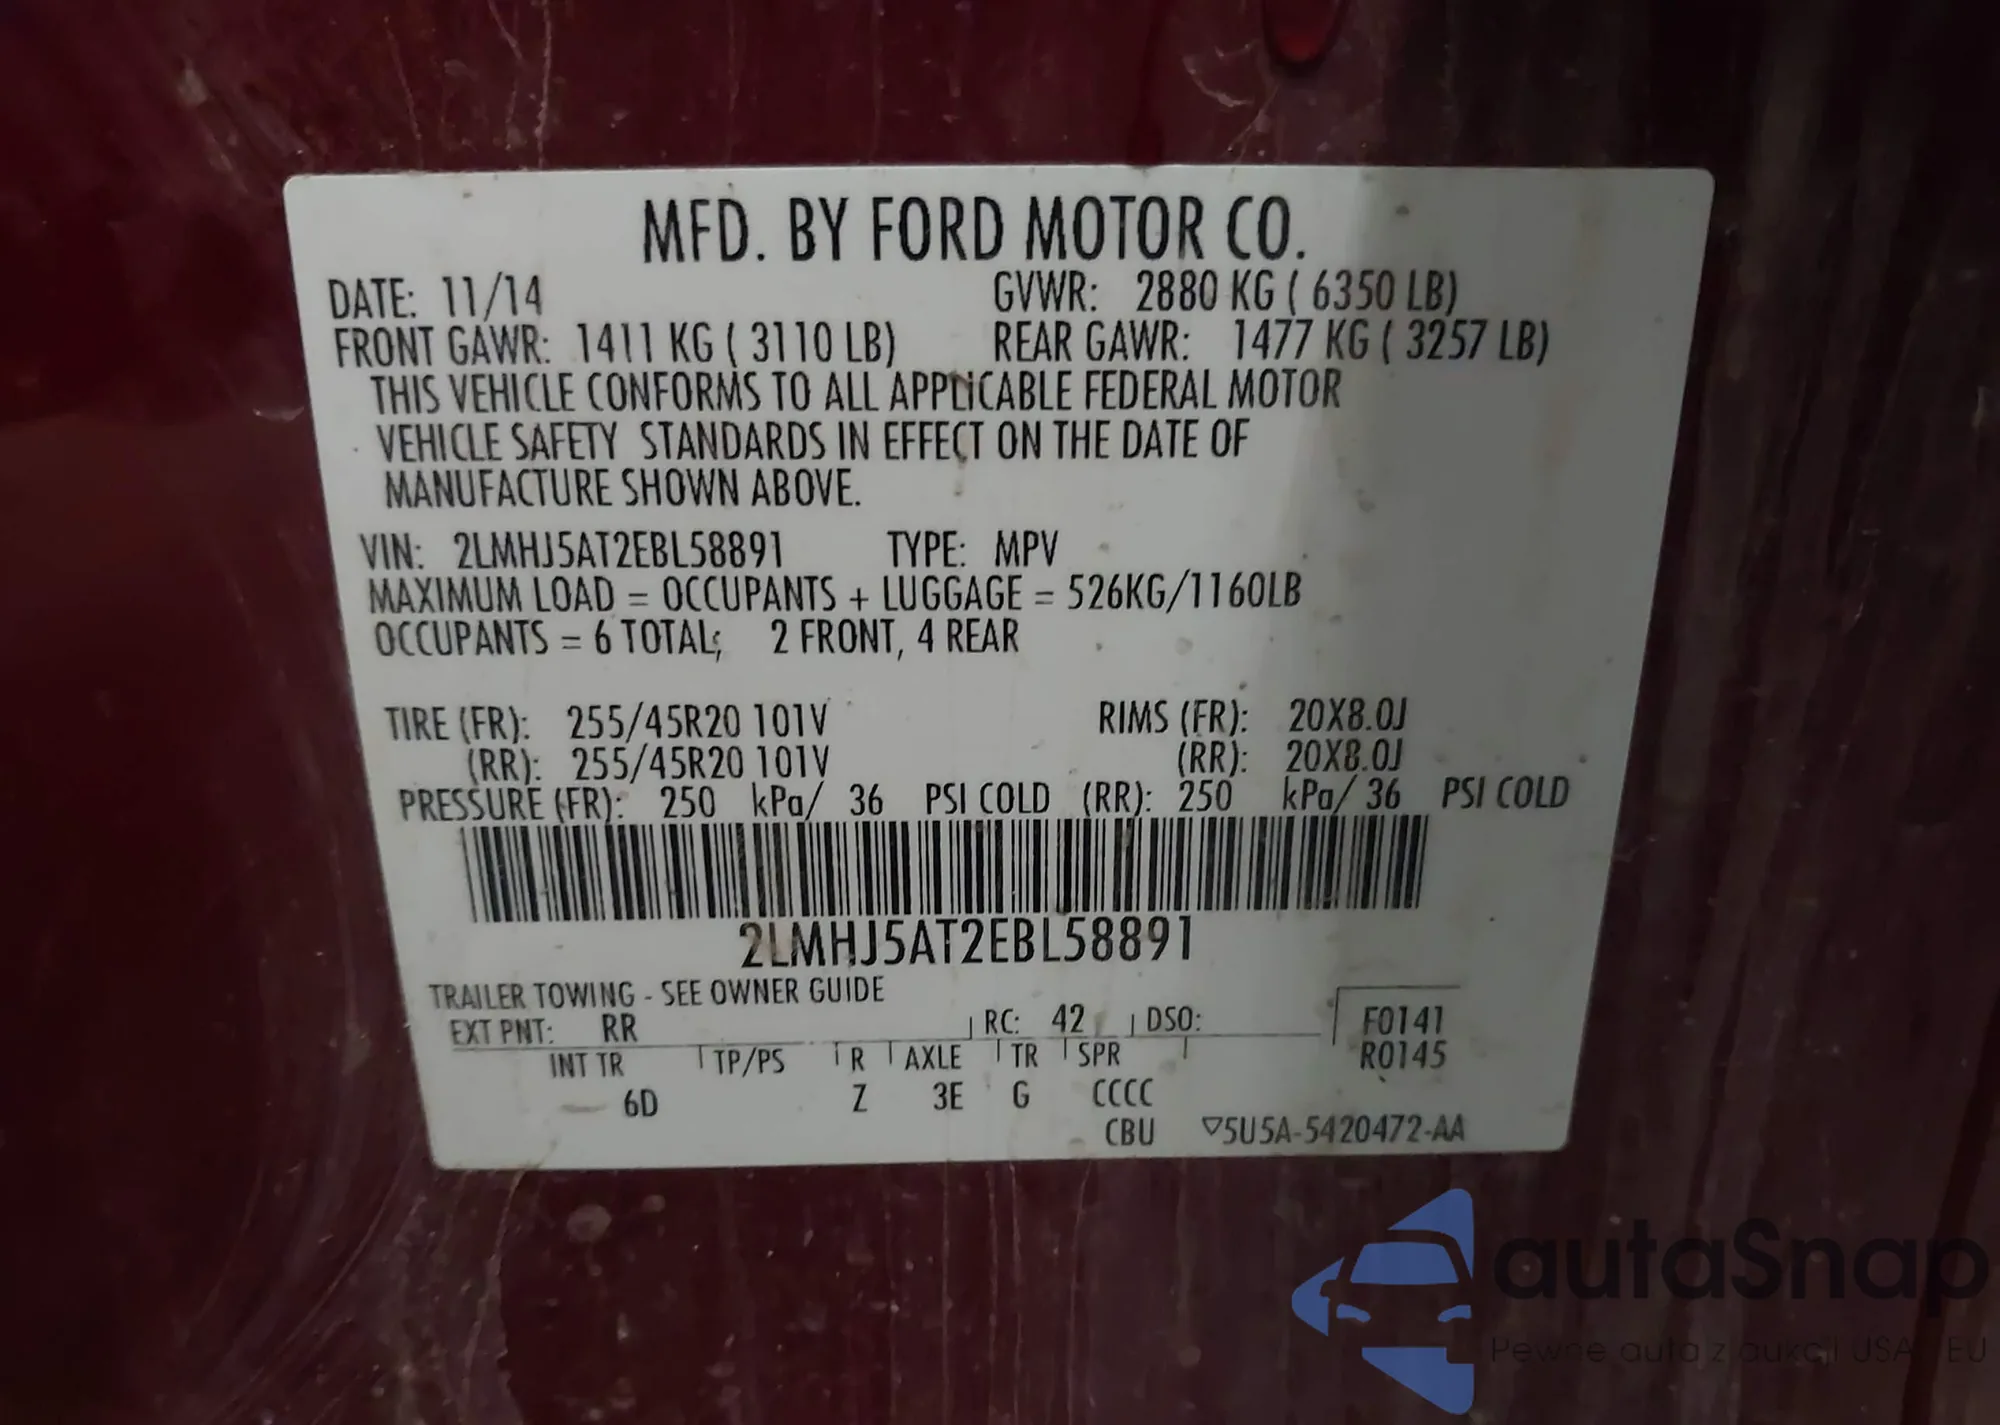 MFD. BY FORD MOTOR CO.
DATE: 11/14 GVWR: 2880 KG ( 6350 LB)
FRONT GAWR: 1411 KG ( 3110 LB) REAR GAWR: 1477 KG ( 3257 LB)
THIS VEHICLE CONFORMS TO ALL APPLICABLE FEDERAL MOTOR
VEHICLE SAFETY STANDARDS IN EFFECT ON THE DATE OF
MANUFACTURE SHOWN ABOVE.
VIN: 2LMHJ5AT2EBL58891 TYPE: MPV
MAXIMUM LOAD = OCCUPANTS + LUGGAGE = 526KG/1160LB
OCCUPANTS = 6 TOTAL; 2 FRONT, 4 REAR
TIRE (FR): 255/45R20 101V RIMS (FR): 20X8.0J
(RR): 255/45R20 101V (RR): 20X8.0J
PRESSURE (FR): 250 kPa/ 36 PSI COLD (RR): 250 kPa/ 36 PSI COLD
2LMHJ5AT2EBL58891
TRAILER TOWING - SEE OWNER GUIDE
EXT PNT: RR RC: 42 DSO: F0141
INT TR TP/PS R AXLE TR SPR R0145
6D Z 3E G CCCC
CBU ▽5U5A-5420472-AA
autaSnap
Pewne auta z aukcji USA i EU